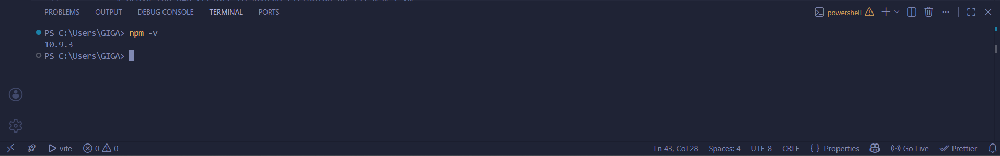 PROBLEMS OUTPUT DEBUG CONSOLE TERMINAL PORTS powershell
PS C:\Users\GIGA> npm -v
10.9.3
PS C:\Users\GIGA>
vite 0 0 Ln 43, Col 28 Spaces: 4 UTF-8 CRLF { } Properties Go Live Prettier